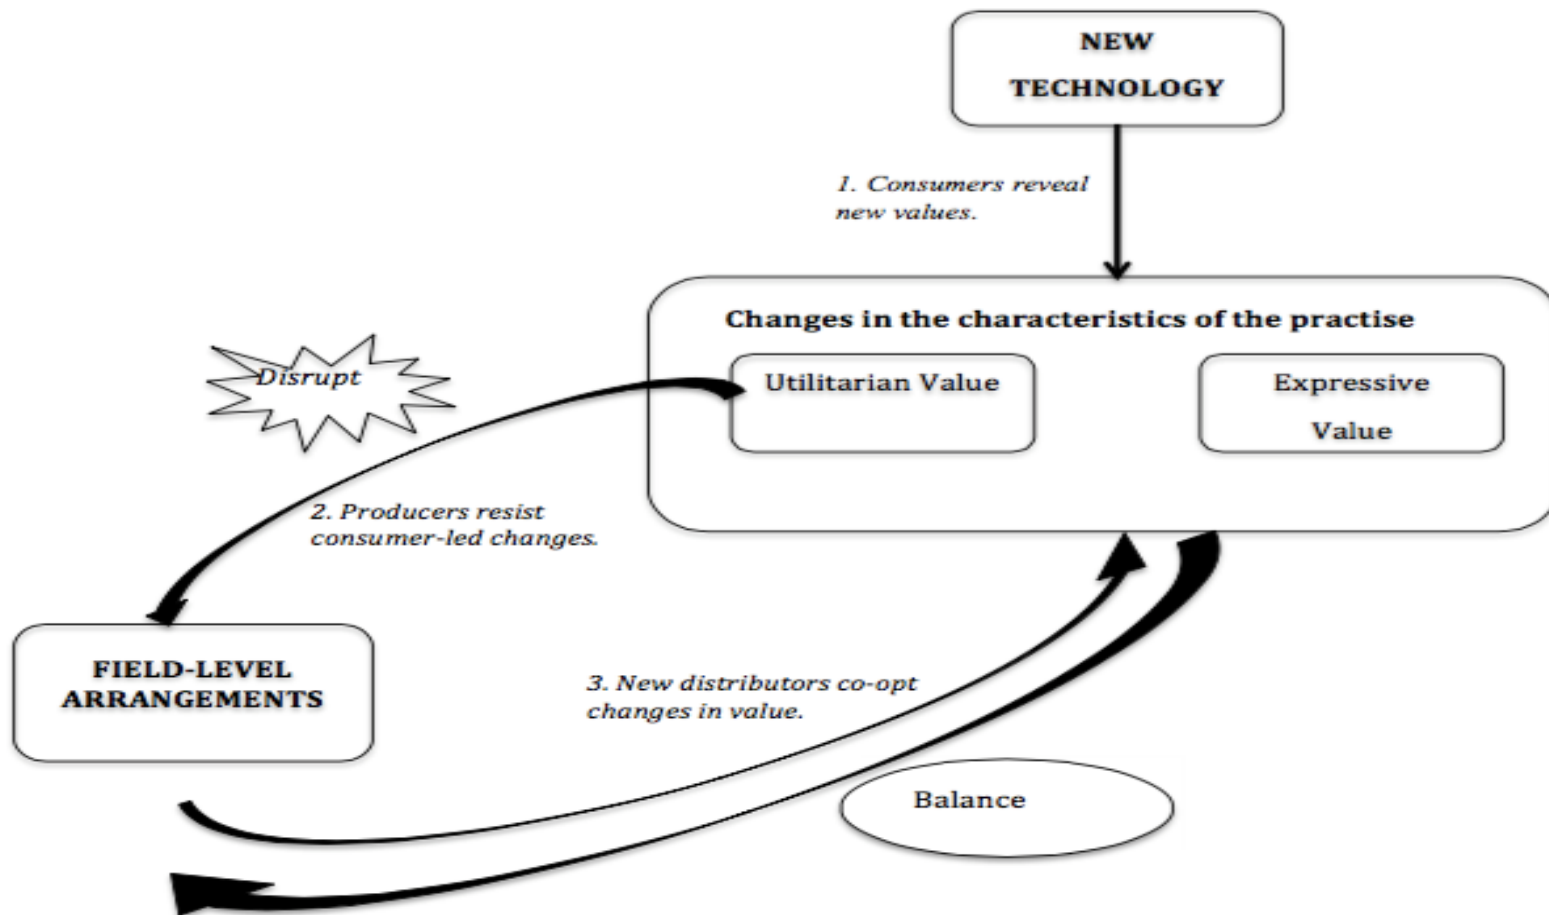 NEW
TECHNOLOGY
1. Consumers reveal
new values.
Changes in the characteristics of the practise
Utilitarian Value
Expressive
Value
Disrupt
2. Producers resist
consumer-led changes.
FIELD-LEVEL
ARRANGEMENTS
3. New distributors co-opt
changes in value.
Balance